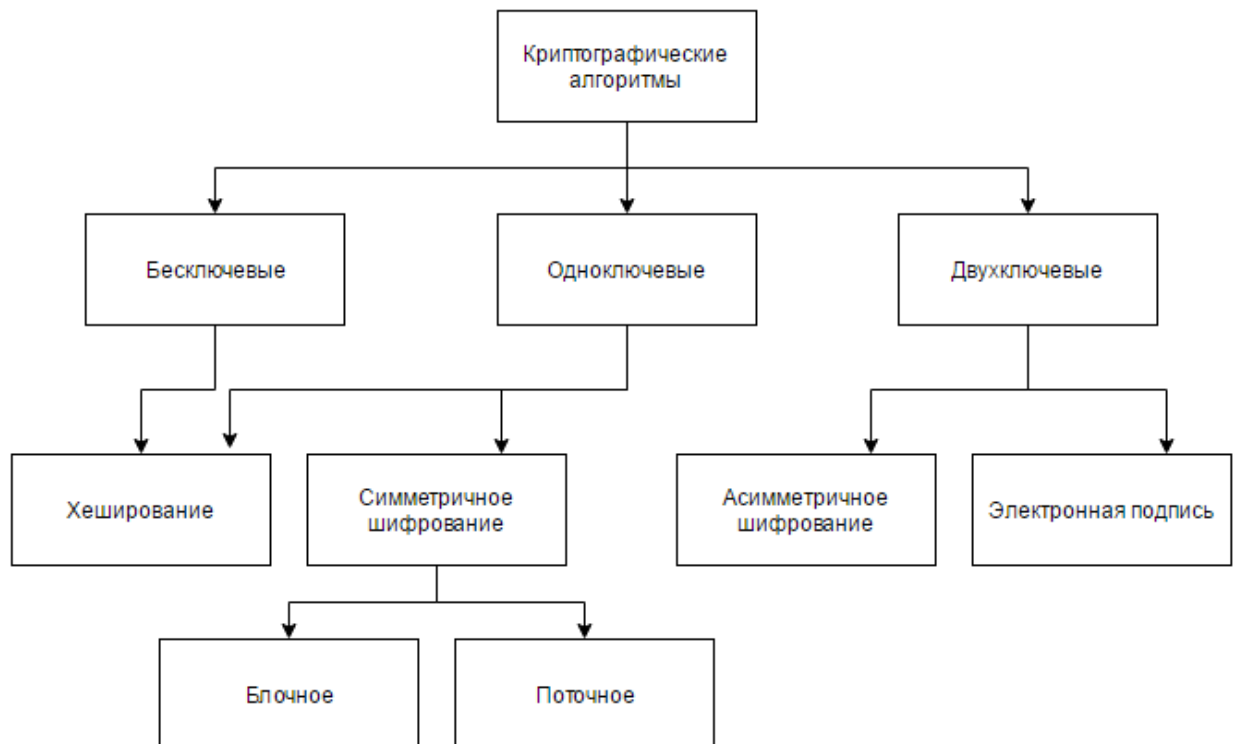 Криптографические
алгоритмы
Бесключевые
Одноключевые
Двухключевые
Хеширование
Симметричное
шифрование
Асимметричное
шифрование
Электронная подпись
Блочное
Поточное